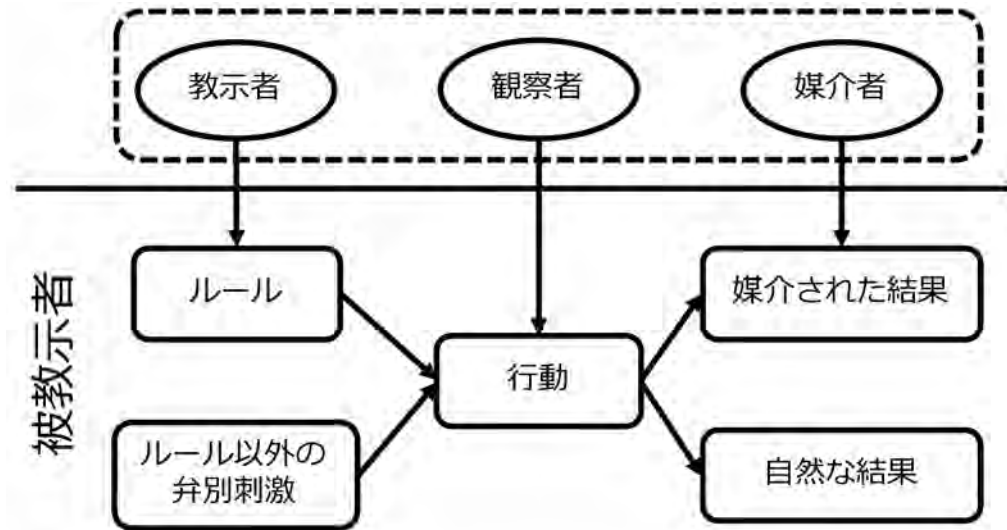 教示者
観察者
媒介者
被教示者
ルール
媒介された結果
行動
ルール以外の
弁別刺激
自然な結果